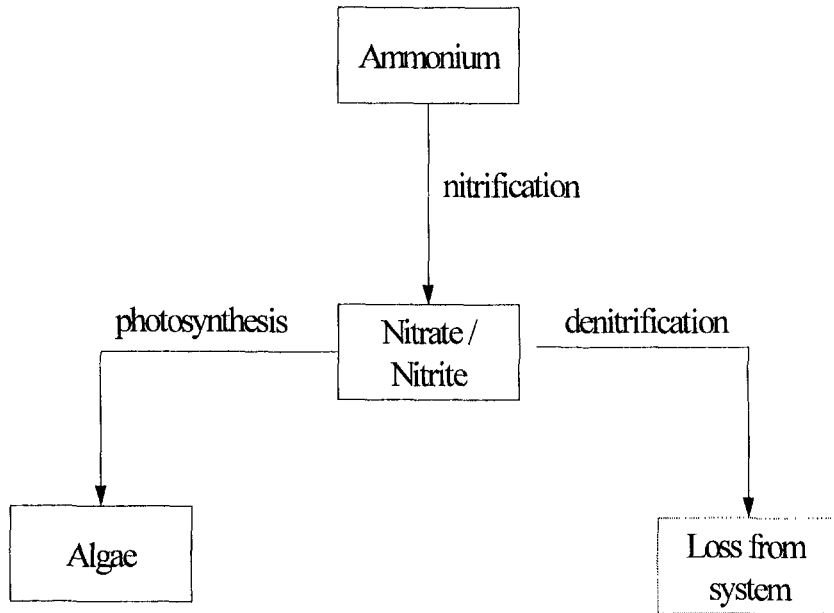 Ammonium
nitrification
photosynthesis
Nitrate /
Nitrite
denitrification
Algae
Loss from
system